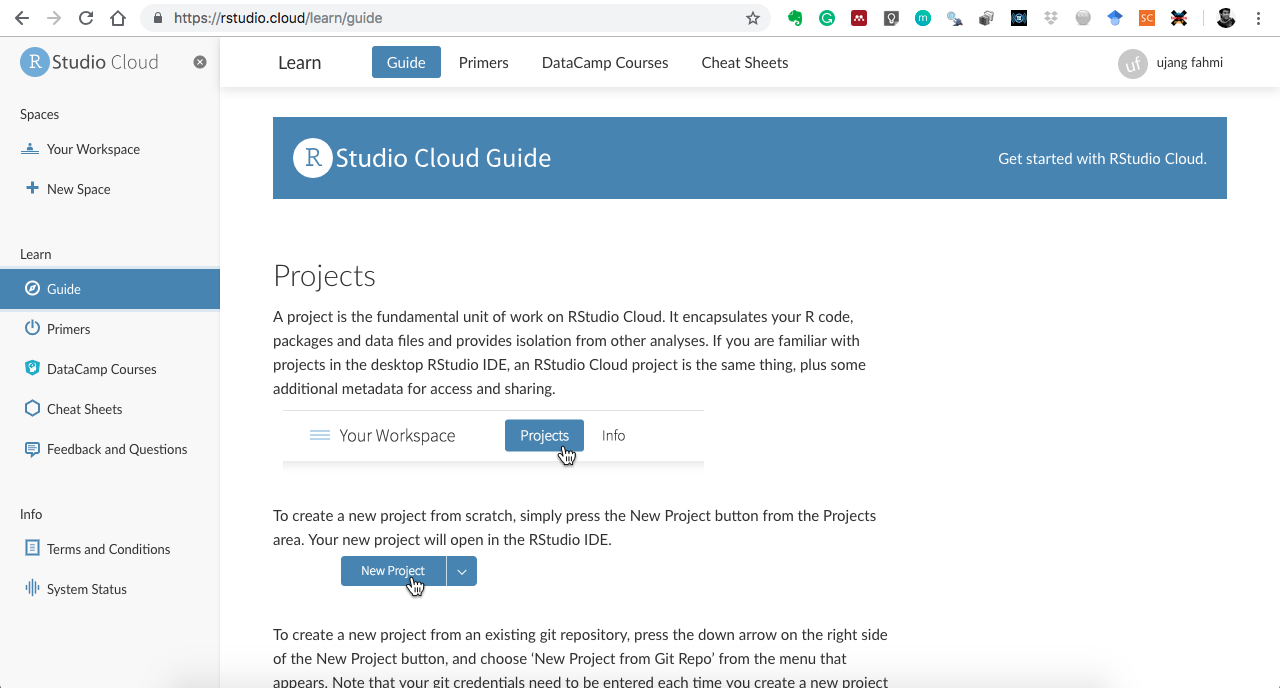 https://rstudio.cloud/learn/guide
R Studio Cloud
Learn
Guide
Primers
DataCamp Courses
Cheat Sheets
uf
ujang fahmi
Spaces
Your Workspace
New Space
Learn
Guide
Primers
DataCamp Courses
Cheat Sheets
Feedback and Questions
Info
Terms and Conditions
System Status
R Studio Cloud Guide
Get started with RStudio Cloud.
Projects
A project is the fundamental unit of work on RStudio Cloud. It encapsulates your R code,
packages and data files and provides isolation from other analyses. If you are familiar with
projects in the desktop RStudio IDE, an RStudio Cloud project is the same thing, plus some
additional metadata for access and sharing.
Your Workspace
Projects
Info
To create a new project from scratch, simply press the New Project button from the Projects
area. Your new project will open in the RStudio IDE.
New Project
To create a new project from an existing git repository, press the down arrow on the right side
of the New Project button, and choose ‘New Project from Git Repo’ from the menu that
appears. Note that your git credentials need to be entered each time you create a new project